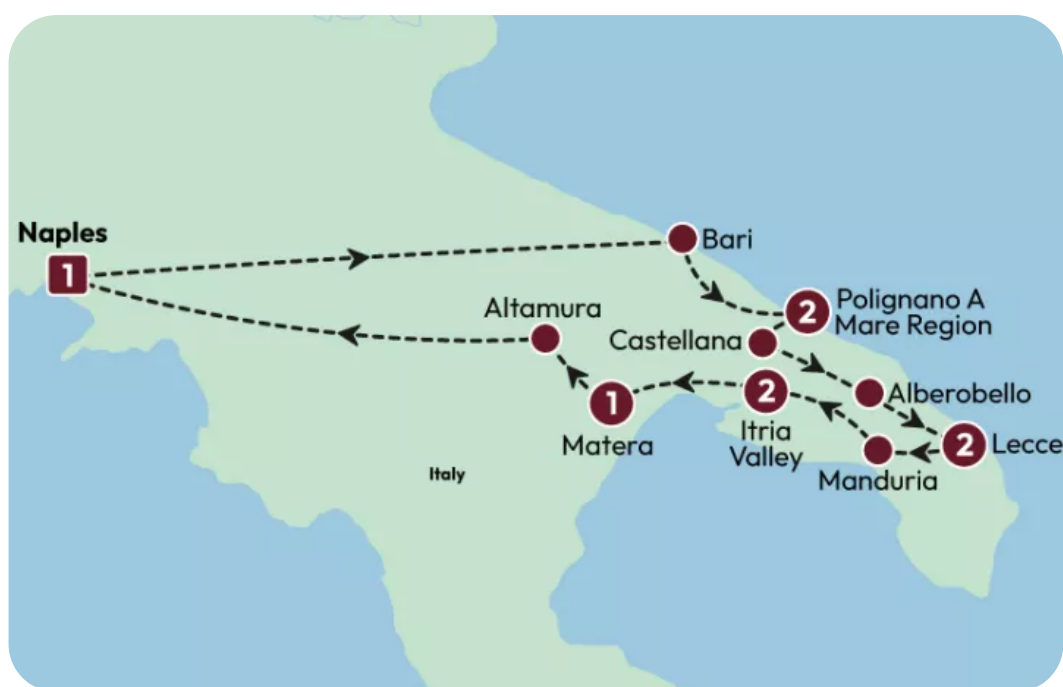 Naples
1
Bari
2
Polignano A
Mare Region
Altamura
Castellana
Alberobello
2
Itria
Valley
1
Matera
2
Lecce
Manduria
Italy